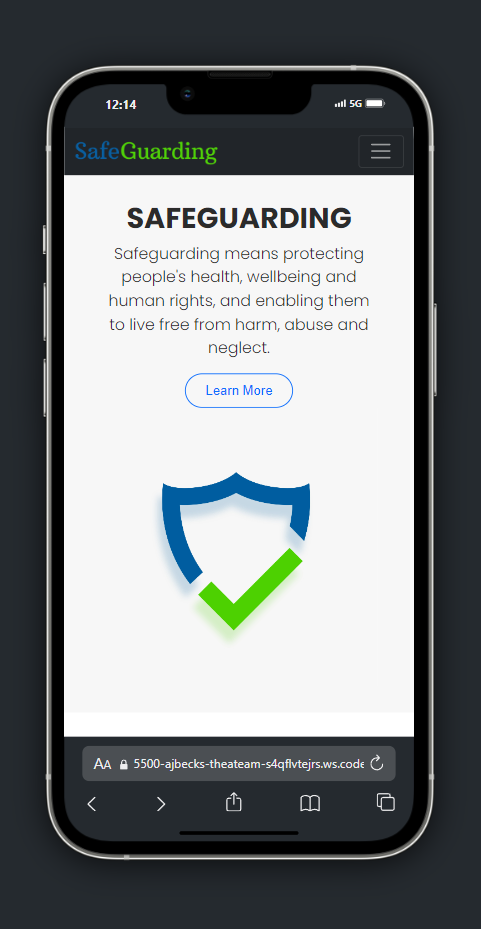 12:14
5G
SafeGuarding
SAFEGUARDING
Safeguarding means protecting
people's health, wellbeing and
human rights, and enabling them
to live free from harm, abuse and
neglect.
Learn More
AA 5500-ajbecks-theateam-s4qflvtejrs.ws.code